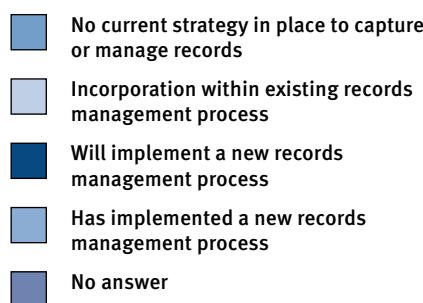 No current strategy in place to capture
or manage records
Incorporation within existing records
management process
Will implement a new records
management process
Has implemented a new records
management process
No answer